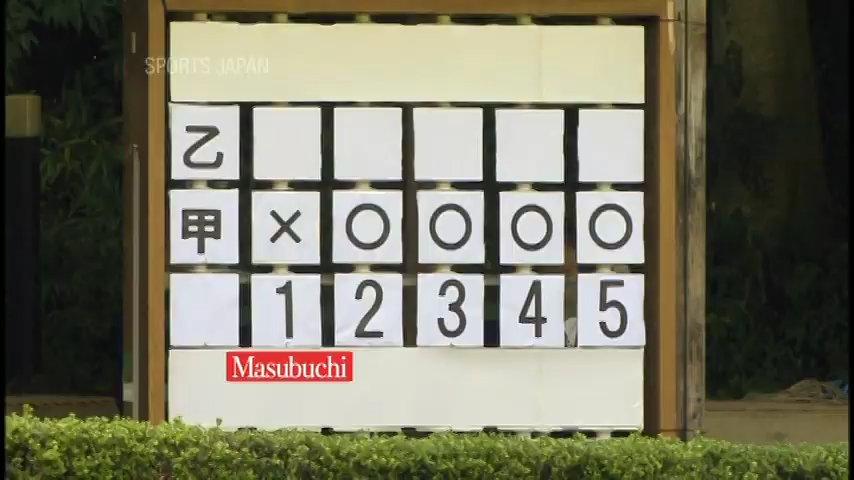 SPORTS JAPAN
乙
甲 × ○ ○ ○ ○
1 2 3 4 5
Masubuchi